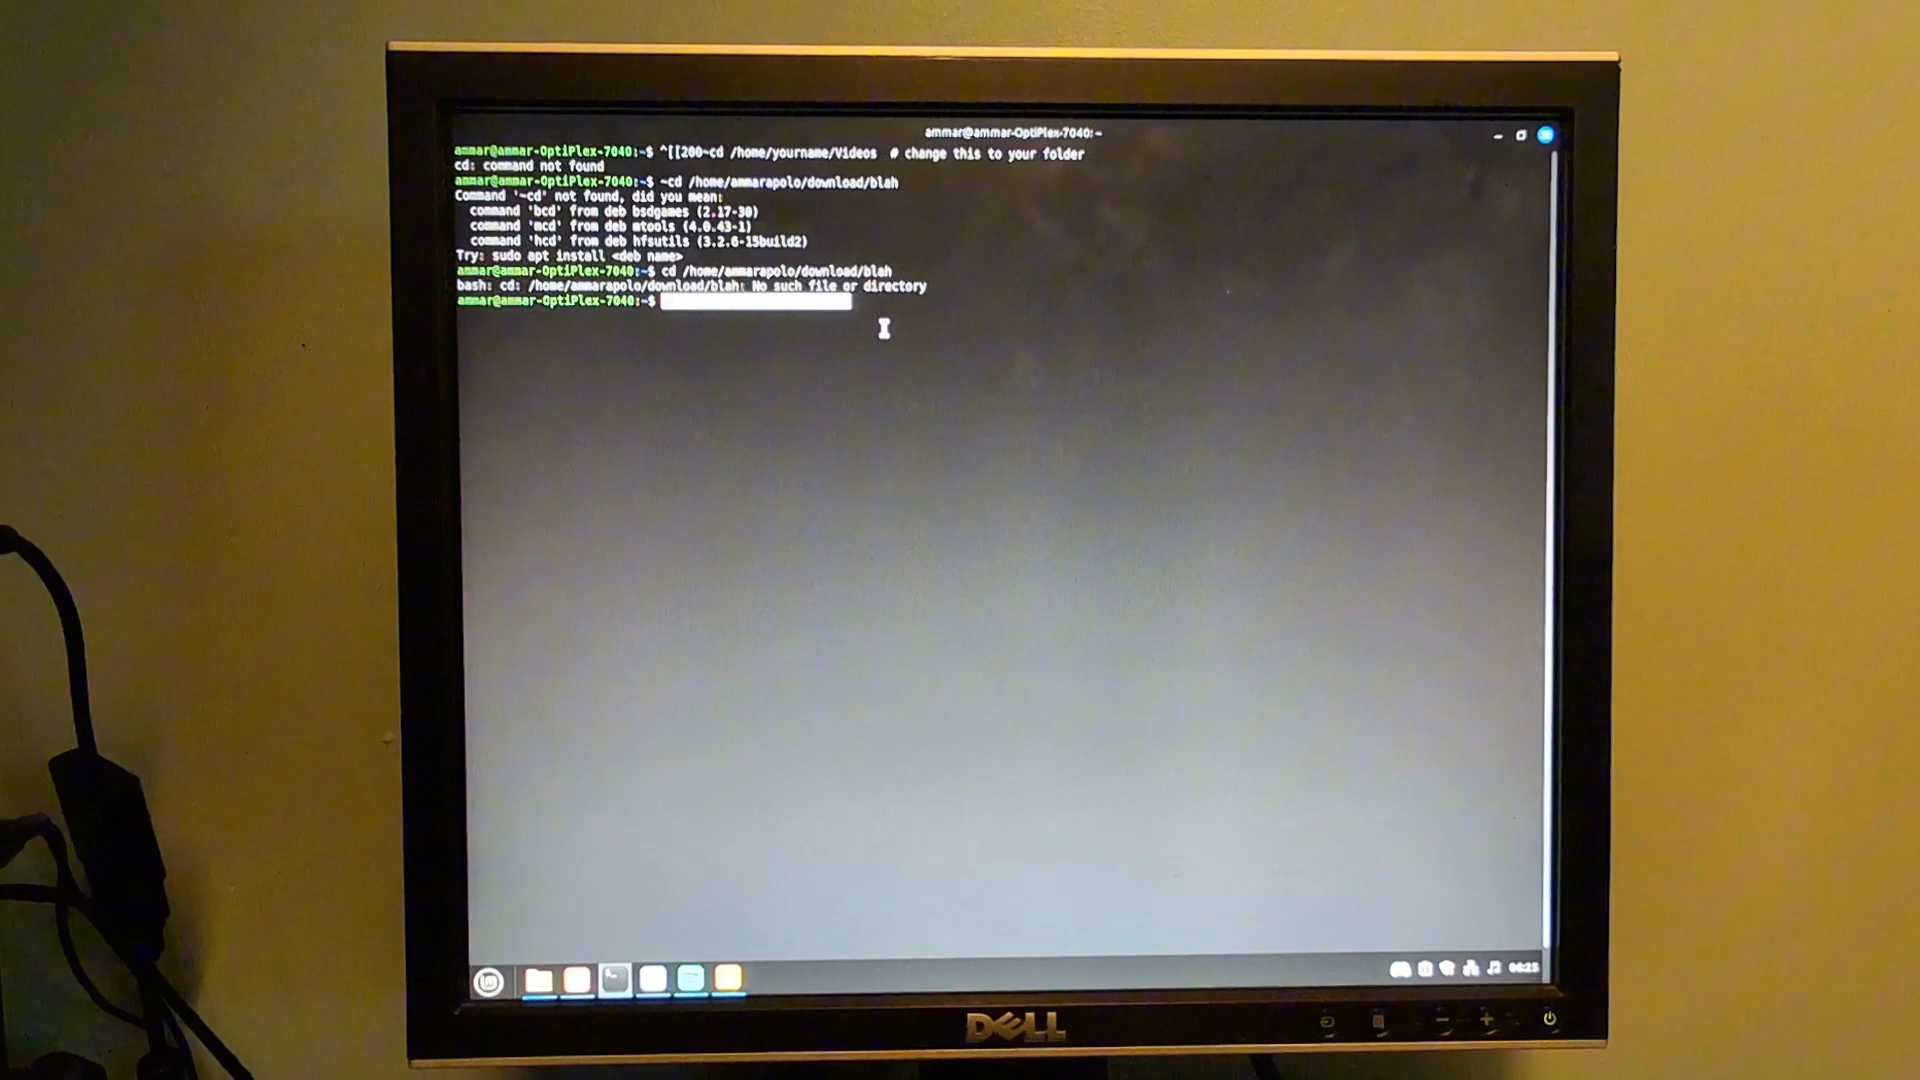 ammar@ammar-OptiPlex-7040: ~
ammar@ammar-OptiPlex-7040:~$ ^[[200~cd /home/yourname/Videos  # change this to your folder
cd: command not found
ammar@ammar-OptiPlex-7040:~$ ~cd /home/ammarapolo/download/blah
Command '~cd' not found, did you mean:
  command 'bcd' from deb bsdgames (2.17-30)
  command 'mcd' from deb mtools (4.0.43-1)
  command 'hcd' from deb hfsutils (3.2.6-15build2)
Try: sudo apt install <deb name>
ammar@ammar-OptiPlex-7040:~$ cd /home/ammarapolo/download/blah
bash: cd: /home/ammarapolo/download/blah: No such file or directory
ammar@ammar-OptiPlex-7040:~$
06:25
DELL